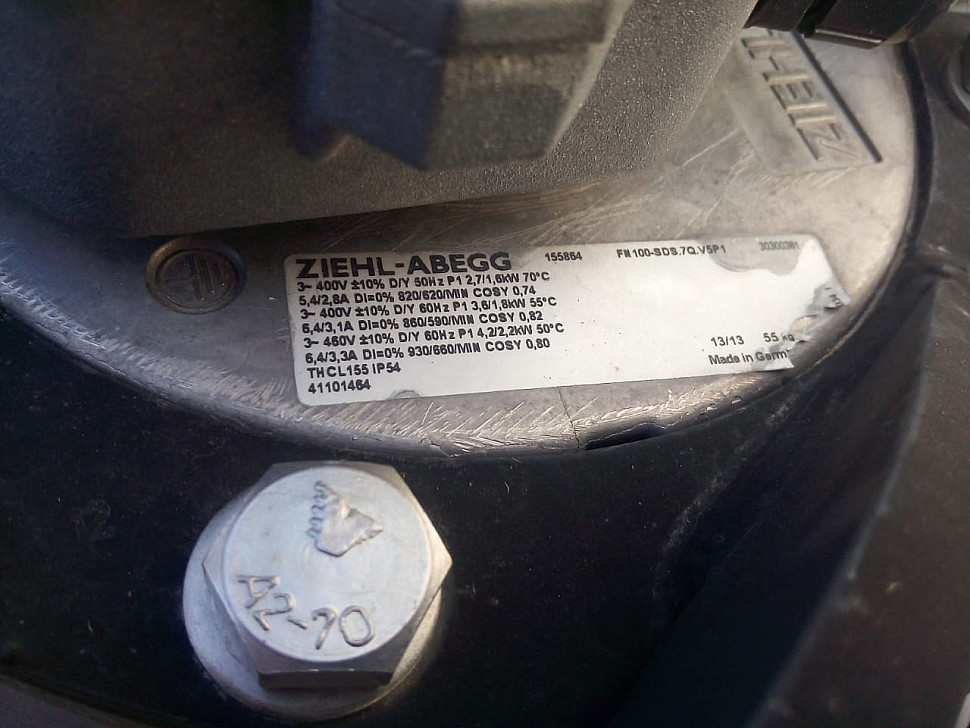 ZIEHL
ZIEHL-ABEGG 155864 FN100-SDS.7Q.V5P1 30300381
3~ 400V ±10% D/Y 50Hz P1 2,7/1,6kW 70°C
5,4/2,8A DI=0% 820/620/MIN COSY 0,74
3~ 400V ±10% D/Y 60Hz P1 3,6/1,8kW 55°C
6,4/3,1A DI=0% 860/590/MIN COSY 0,82
3~ 460V ±10% D/Y 60Hz P1 4,2/2,2kW 50°C
6,4/3,3A DI=0% 930/660/MIN COSY 0,80
THCL155 IP54 13/13 55 kg
41101464 Made in Germ
A2-70